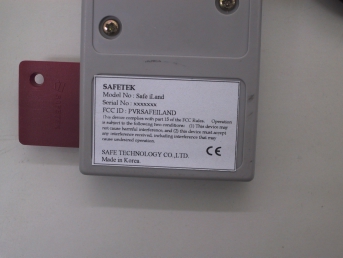 SAFETEK
Model No : Safe iLand
Serial No : xxxxxxx
FCC ID : PVRSAFEILAND
This device complies with part 15 of the FCC Rules. Operation
is subject to the following two conditions: (1) This device may
not cause harmful interference, and (2) this device must accept
any interference received, including interference that may
cause undesired operation.
CE
SAFE TECHNOLOGY CO.,LTD.
Made in Korea.